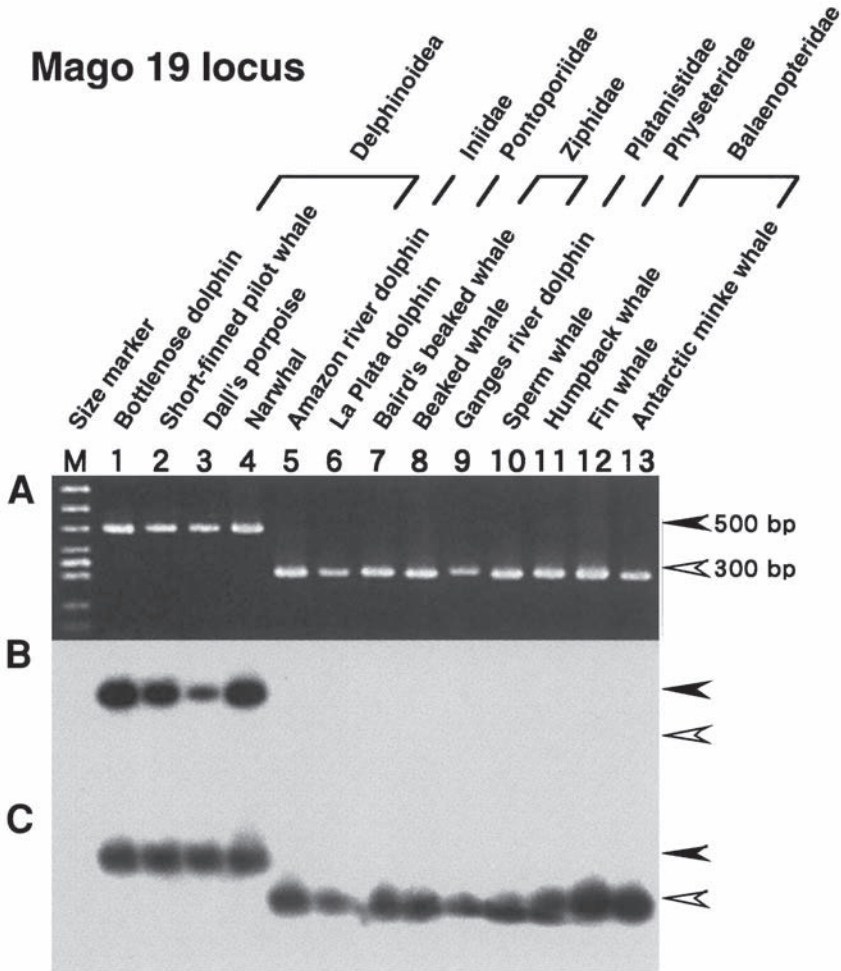 Mago 19 locus
Delphinoidea
Iniidae
Pontoporiidae
Ziphidae
Platanistidae
Physeteridae
Balaenopteridae
Size marker
Bottlenose dolphin
Short-finned pilot whale
Dall's porpoise
Narwhal
Amazon river dolphin
La Plata dolphin
Baird's beaked whale
Beaked whale
Ganges river dolphin
Sperm whale
Humpback whale
Fin whale
Antarctic minke whale
M 1 2 3 4 5 6 7 8 9 10 11 12 13
A
500 bp
300 bp
B
C